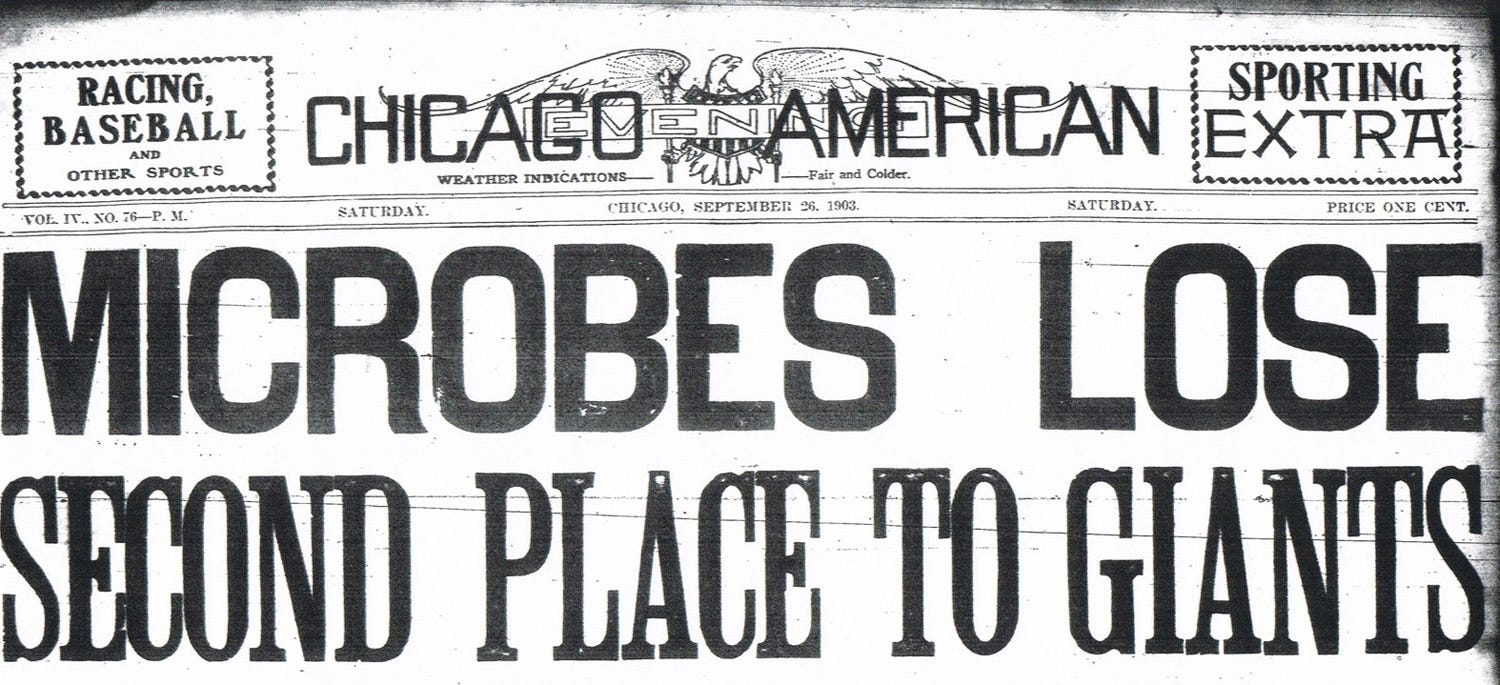 RACING,
BASEBALL
AND
OTHER SPORTS
CHICAGO AMERICAN
EVENING
WEATHER INDICATIONS— —Fair and Colder.
SPORTING
EXTRA
VOL. IV., NO. 76—P. M. SATURDAY. CHICAGO, SEPTEMBER 26. 1903. SATURDAY. PRICE ONE CENT.
MICROBES LOSE
SECOND PLACE TO GIANTS